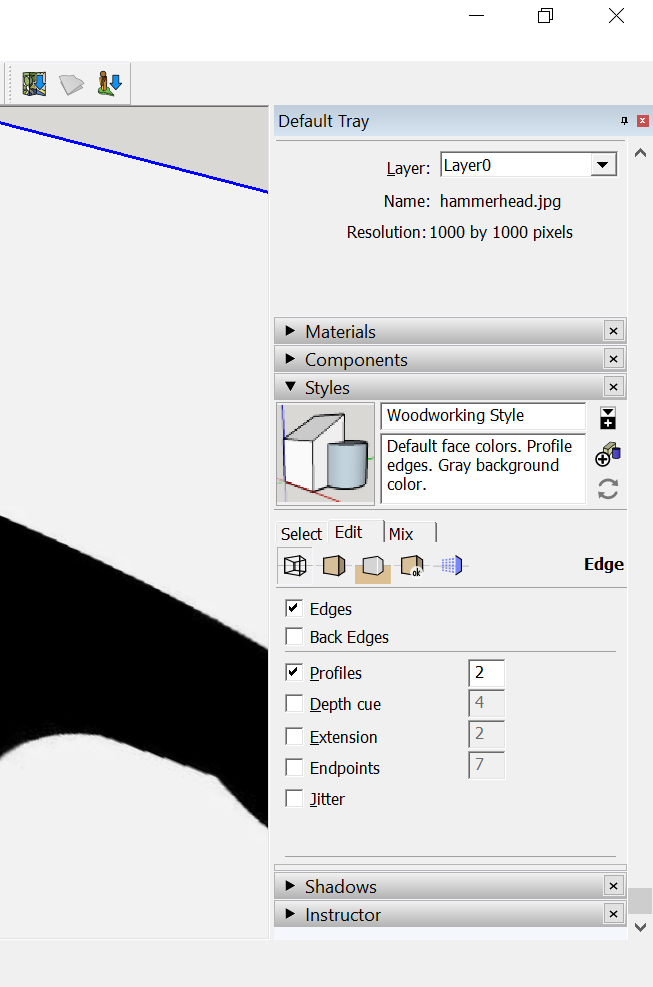 Default Tray
Layer: Layer0
Name: hammerhead.jpg
Resolution: 1000 by 1000 pixels
Materials
Components
Styles
Woodworking Style
Default face colors. Profile
edges. Gray background
color.
Select Edit Mix
ok
Edge
Edges
Back Edges
Profiles 2
Depth cue 4
Extension 2
Endpoints 7
Jitter
Shadows
Instructor